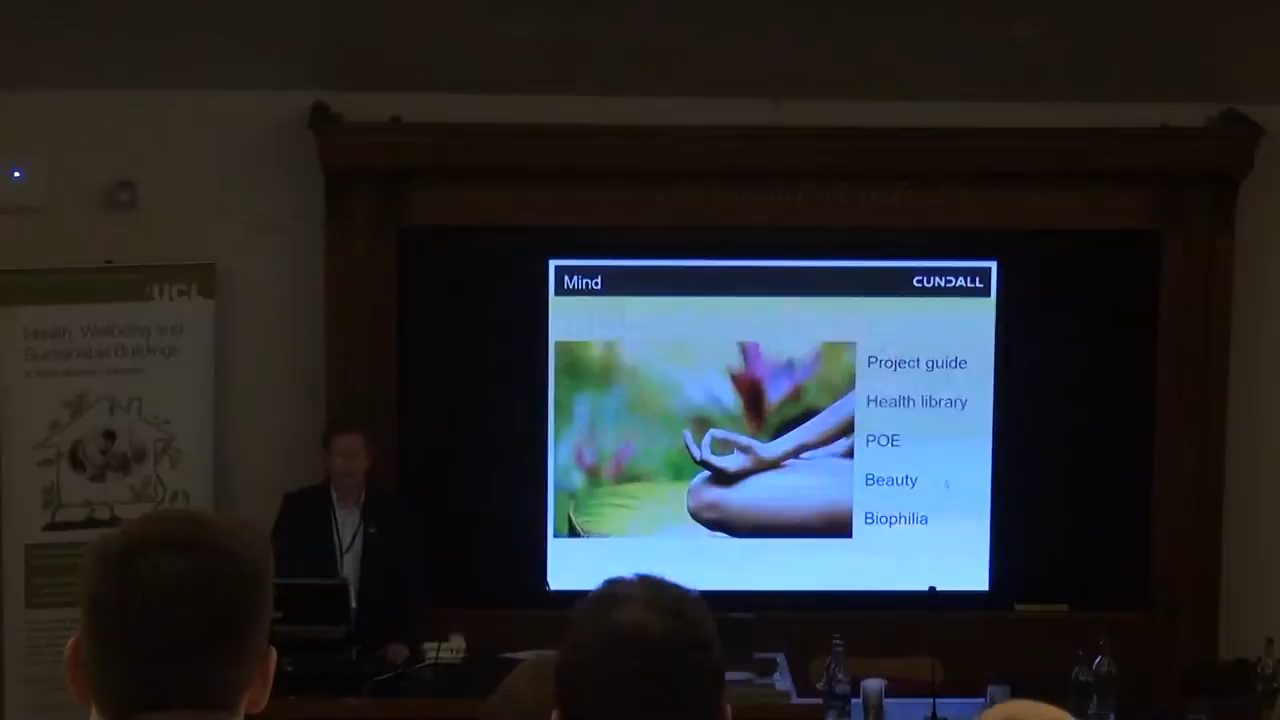 UCL
Health, Wellbeing and
Sustainable Buildings
Mind
CUNDALL
Project guide
Health library
POE
Beauty
Biophilia